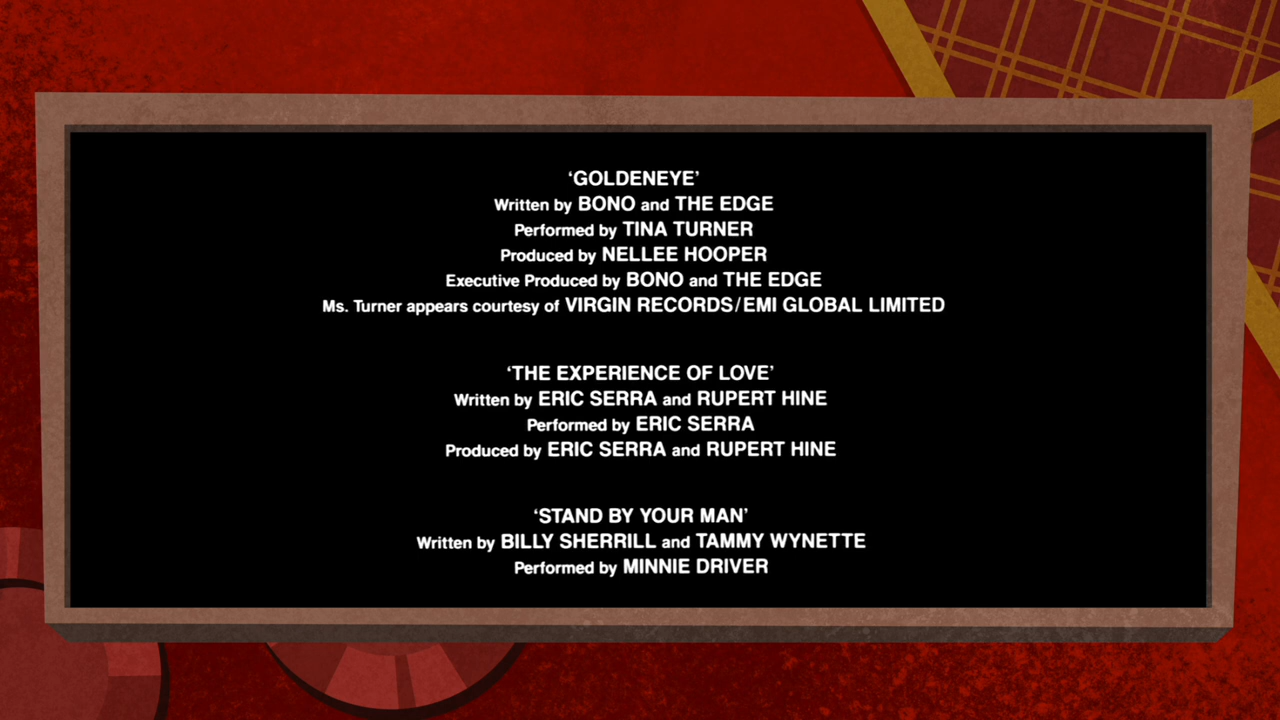 ‘GOLDENEYE’
Written by BONO and THE EDGE
Performed by TINA TURNER
Produced by NELLEE HOOPER
Executive Produced by BONO and THE EDGE
Ms. Turner appears courtesy of VIRGIN RECORDS/EMI GLOBAL LIMITED
‘THE EXPERIENCE OF LOVE’
Written by ERIC SERRA and RUPERT HINE
Performed by ERIC SERRA
Produced by ERIC SERRA and RUPERT HINE
‘STAND BY YOUR MAN’
Written by BILLY SHERRILL and TAMMY WYNETTE
Performed by MINNIE DRIVER